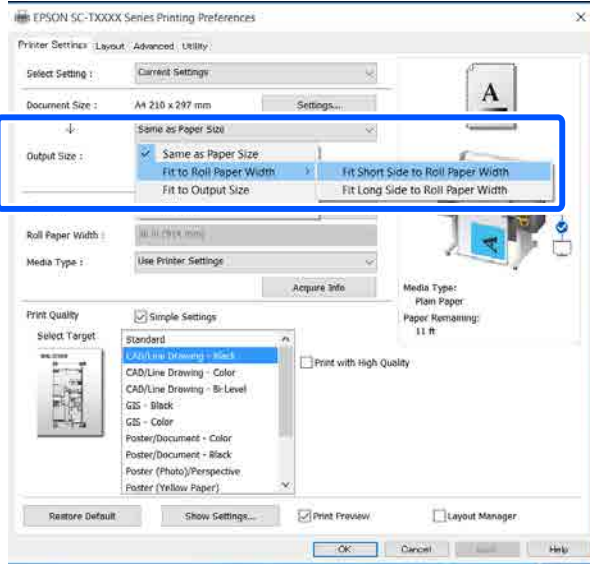 EPSON SC-TXXXX Series Printing Preferences
Printer Settings Layout Advanced Utility
Select Setting : Current Settings
Document Size : A4 210 x 297 mm Settings...
A
Same as Paper Size
Output Size :
Same as Paper Size
Fit to Roll Paper Width
Fit to Output Size
Fit Short Side to Roll Paper Width
Fit Long Side to Roll Paper Width
Roll Paper Width :
Media Type : Use Printer Settings
Acquire Info
Media Type:
Plain Paper
Paper Remaining:
11 ft
Print Quality Simple Settings
Select Target
Standard
CAD/Line Drawing - Black
CAD/Line Drawing - Color
CAD/Line Drawing - Bi-Level
GIS - Black
GIS - Color
Poster/Document - Color
Poster/Document - Black
Poster (Photo)/Perspective
Poster (Yellow Paper)
Print with High Quality
Restore Default Show Settings... Print Preview Layout Manager
OK Cancel Help